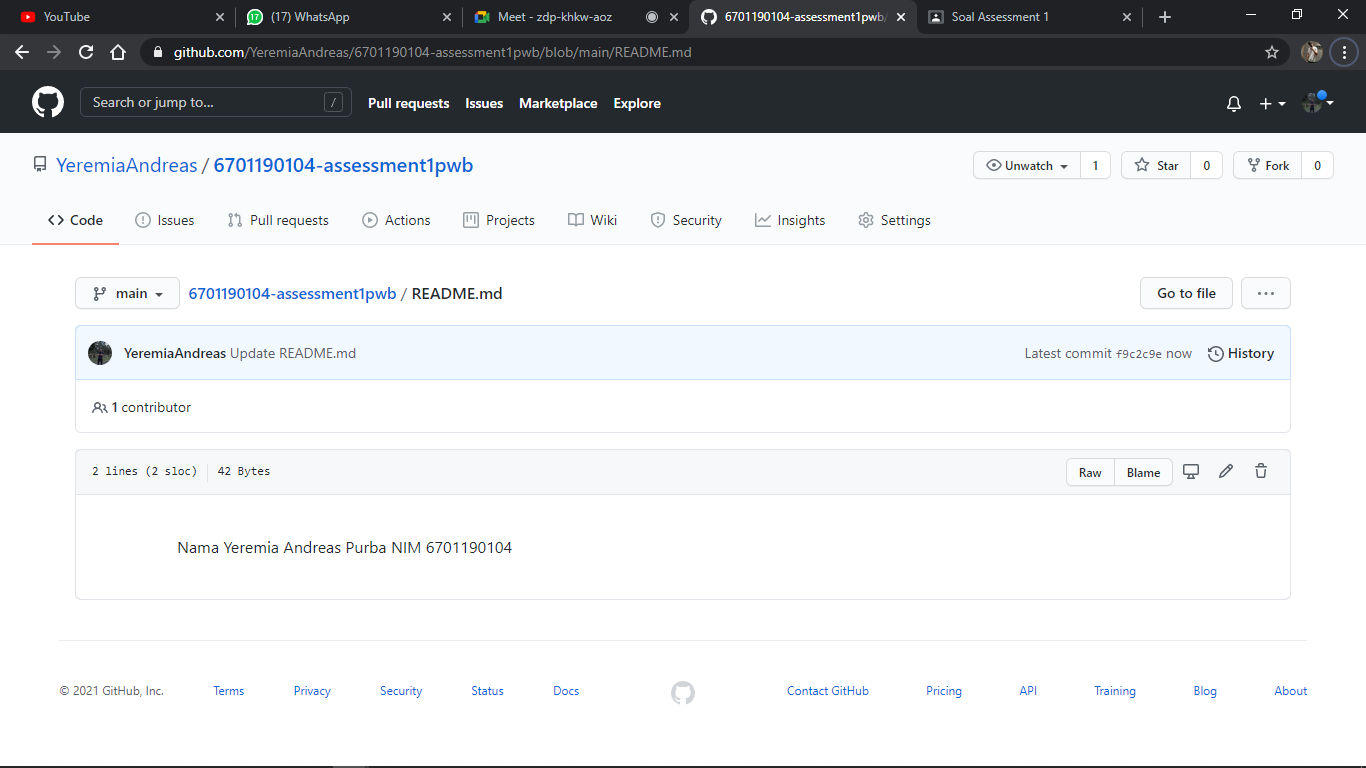 YouTube
17 (17) WhatsApp
Meet - zdp-khkw-aoz
6701190104-assessment1pwb/
Soal Assessment 1
github.com/YeremiaAndreas/6701190104-assessment1pwb/blob/main/README.md
Search or jump to... /
Pull requests Issues Marketplace Explore
YeremiaAndreas / 6701190104-assessment1pwb
Unwatch 1 Star 0 Fork 0
Code Issues Pull requests Actions Projects Wiki Security Insights Settings
main 6701190104-assessment1pwb / README.md Go to file ...
YeremiaAndreas Update README.md Latest commit f9c2c9e now History
1 contributor
2 lines (2 sloc) 42 Bytes Raw Blame
Nama Yeremia Andreas Purba NIM 6701190104
© 2021 GitHub, Inc. Terms Privacy Security Status Docs Contact GitHub Pricing API Training Blog About